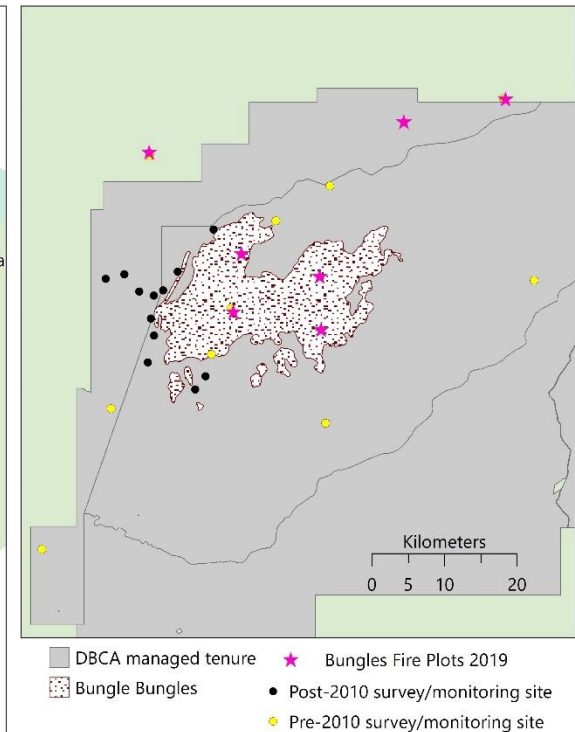 a
Kilometers
0 5 10 20
DBCA managed tenure
Bungles Fire Plots 2019
Bungle Bungles
Post-2010 survey/monitoring site
Pre-2010 survey/monitoring site